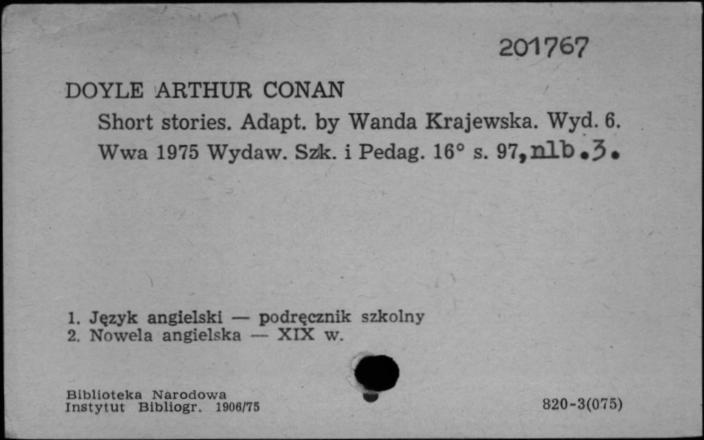 201767
DOYLE ARTHUR CONAN
Short stories. Adapt. by Wanda Krajewska. Wyd. 6.
Wwa 1975 Wydaw. Szk. i Pedag. 16° s. 97, nlb. 3.
1. Język angielski — podręcznik szkolny
2. Nowela angielska — XIX w.
Biblioteka Narodowa
Instytut Bibliogr. 1906/75
820-3(075)